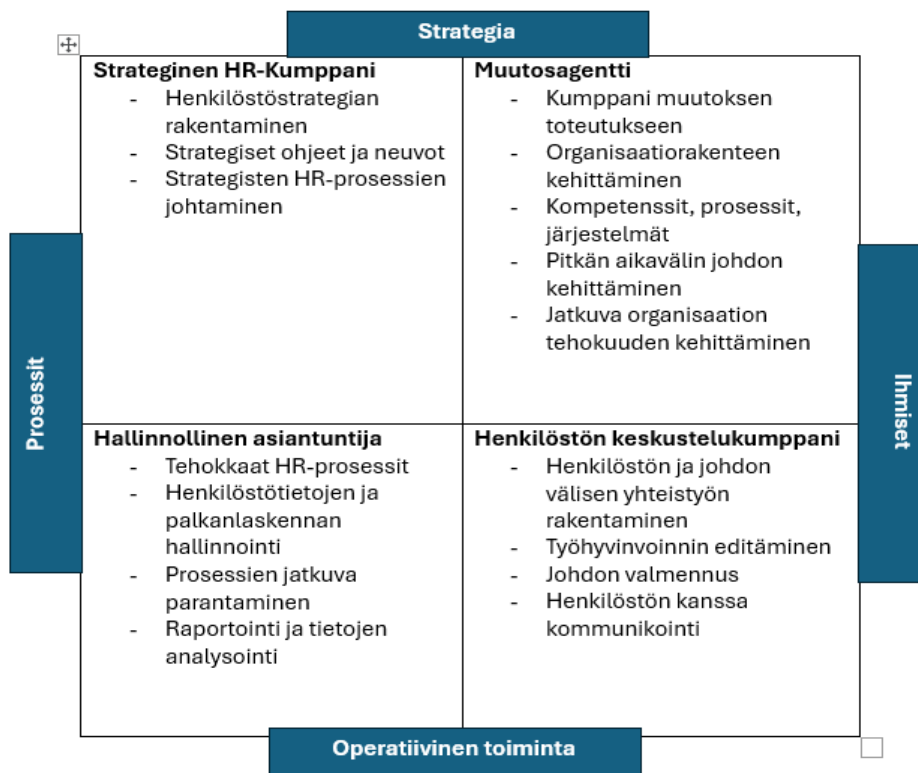 Strategia
Strateginen HR-Kumppani
- Henkilöstöstrategian
rakentaminen
- Strategiset ohjeet ja neuvot
- Strategisten HR-prosessien
johtaminen
Muutosagentti
- Kumppani muutoksen
toteutukseen
- Organisaatiorakenteen
kehittäminen
- Kompetenssit, prosessit,
järjestelmät
- Pitkän aikavälin johdon
kehittäminen
- Jatkuva organisaation
tehokuuden kehittäminen
Prosessit
Ihmiset
Hallinnollinen asiantuntija
- Tehokkaat HR-prosessit
- Henkilöstötietojen ja
palkanlaskennan
hallinnointi
- Prosessien jatkuva
parantaminen
- Raportointi ja tietojen
analysointi
Henkilöstön keskustelukumppani
- Henkilöstön ja johdon
välisen yhteistyön
rakentaminen
- Työhyvinvoinnin editäminen
- Johdon valmennus
- Henkilöstön kanssa
kommunikointi
Operatiivinen toiminta